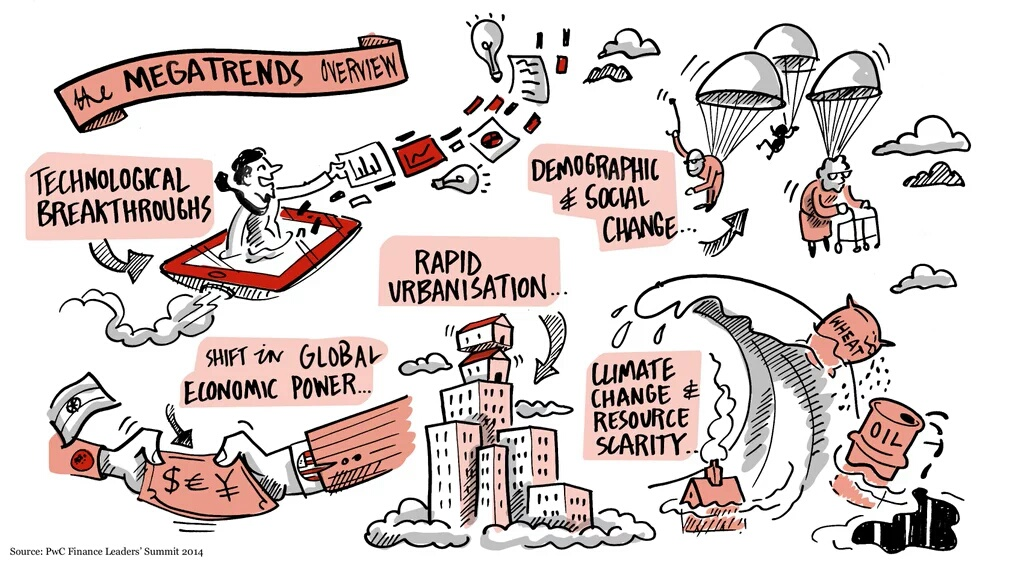 the MEGATRENDS OVERVIEW
TECHNOLOGICAL
BREAKTHROUGHS
DEMOGRAPHIC
& SOCIAL
CHANGE...
RAPID
URBANISATION...
SHIFT in GLOBAL
ECONOMIC POWER...
$ € ¥
CLIMATE
CHANGE &
RESOURCE
SCARITY...
WHEAT
OIL
Source: PwC Finance Leaders' Summit 2014